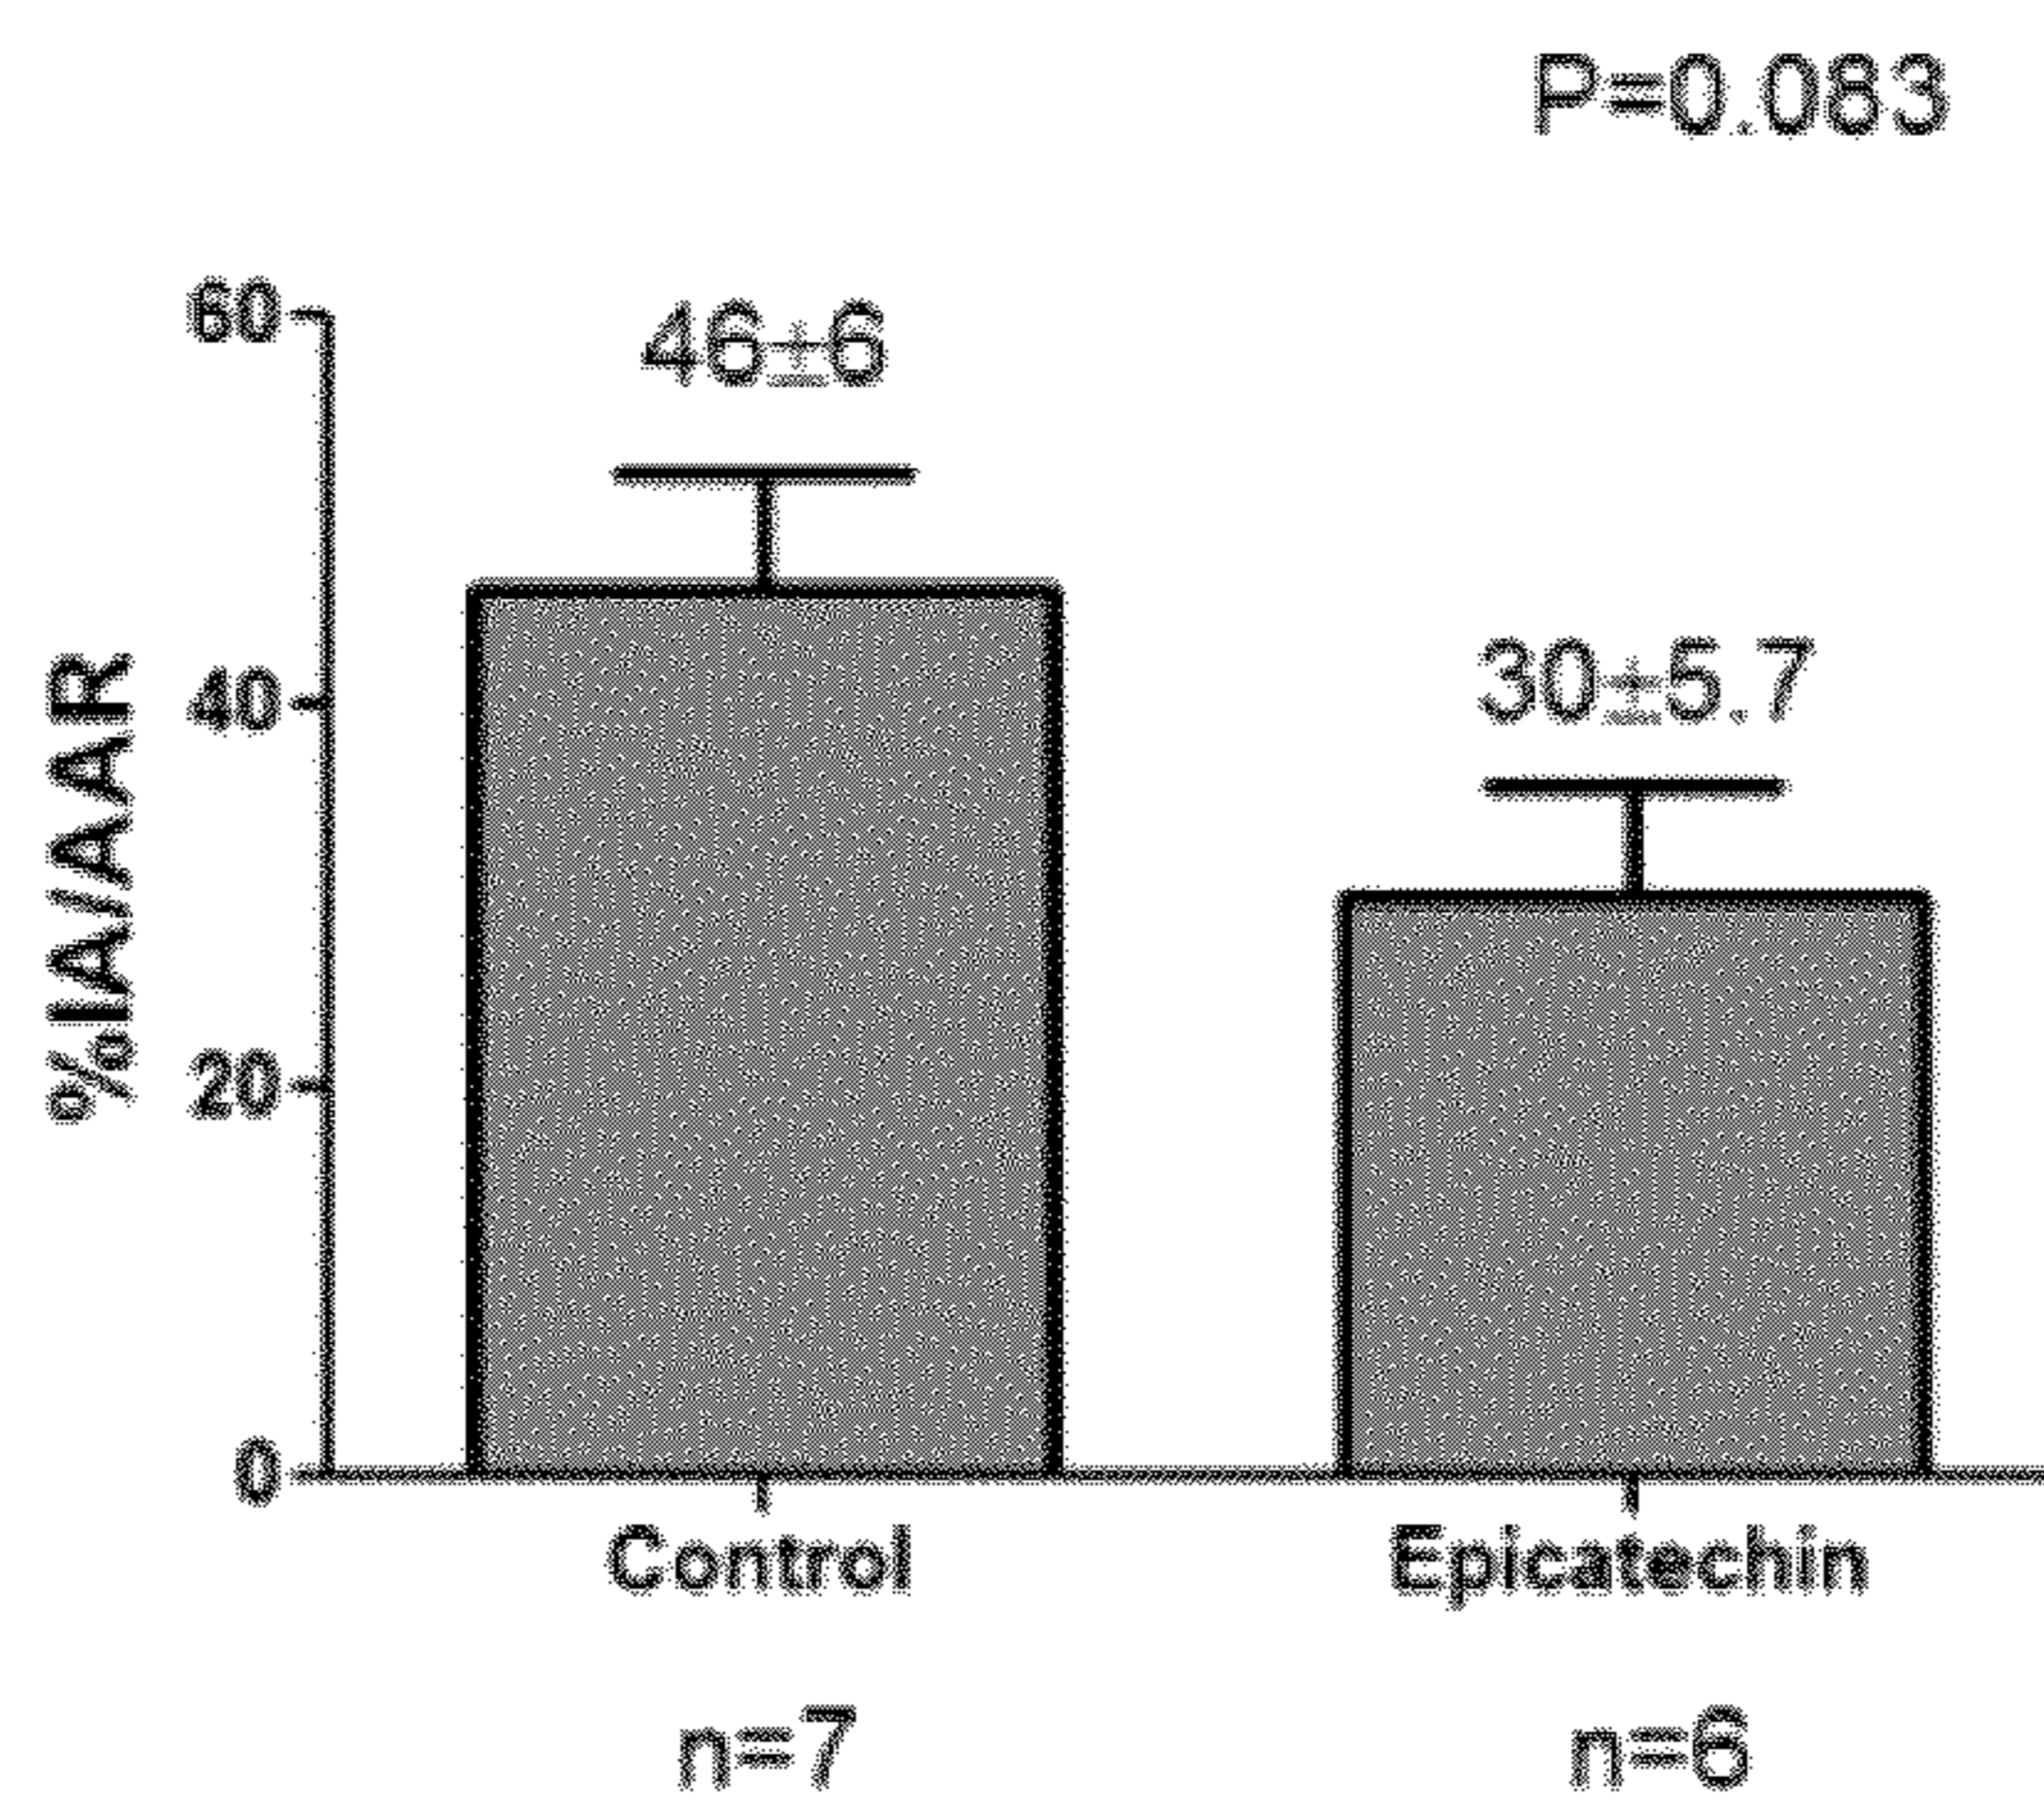 P=0.083
60
46±6
%IA/AAR
40
30±5.7
20
0
Control
Epicatechin
n=7
n=6